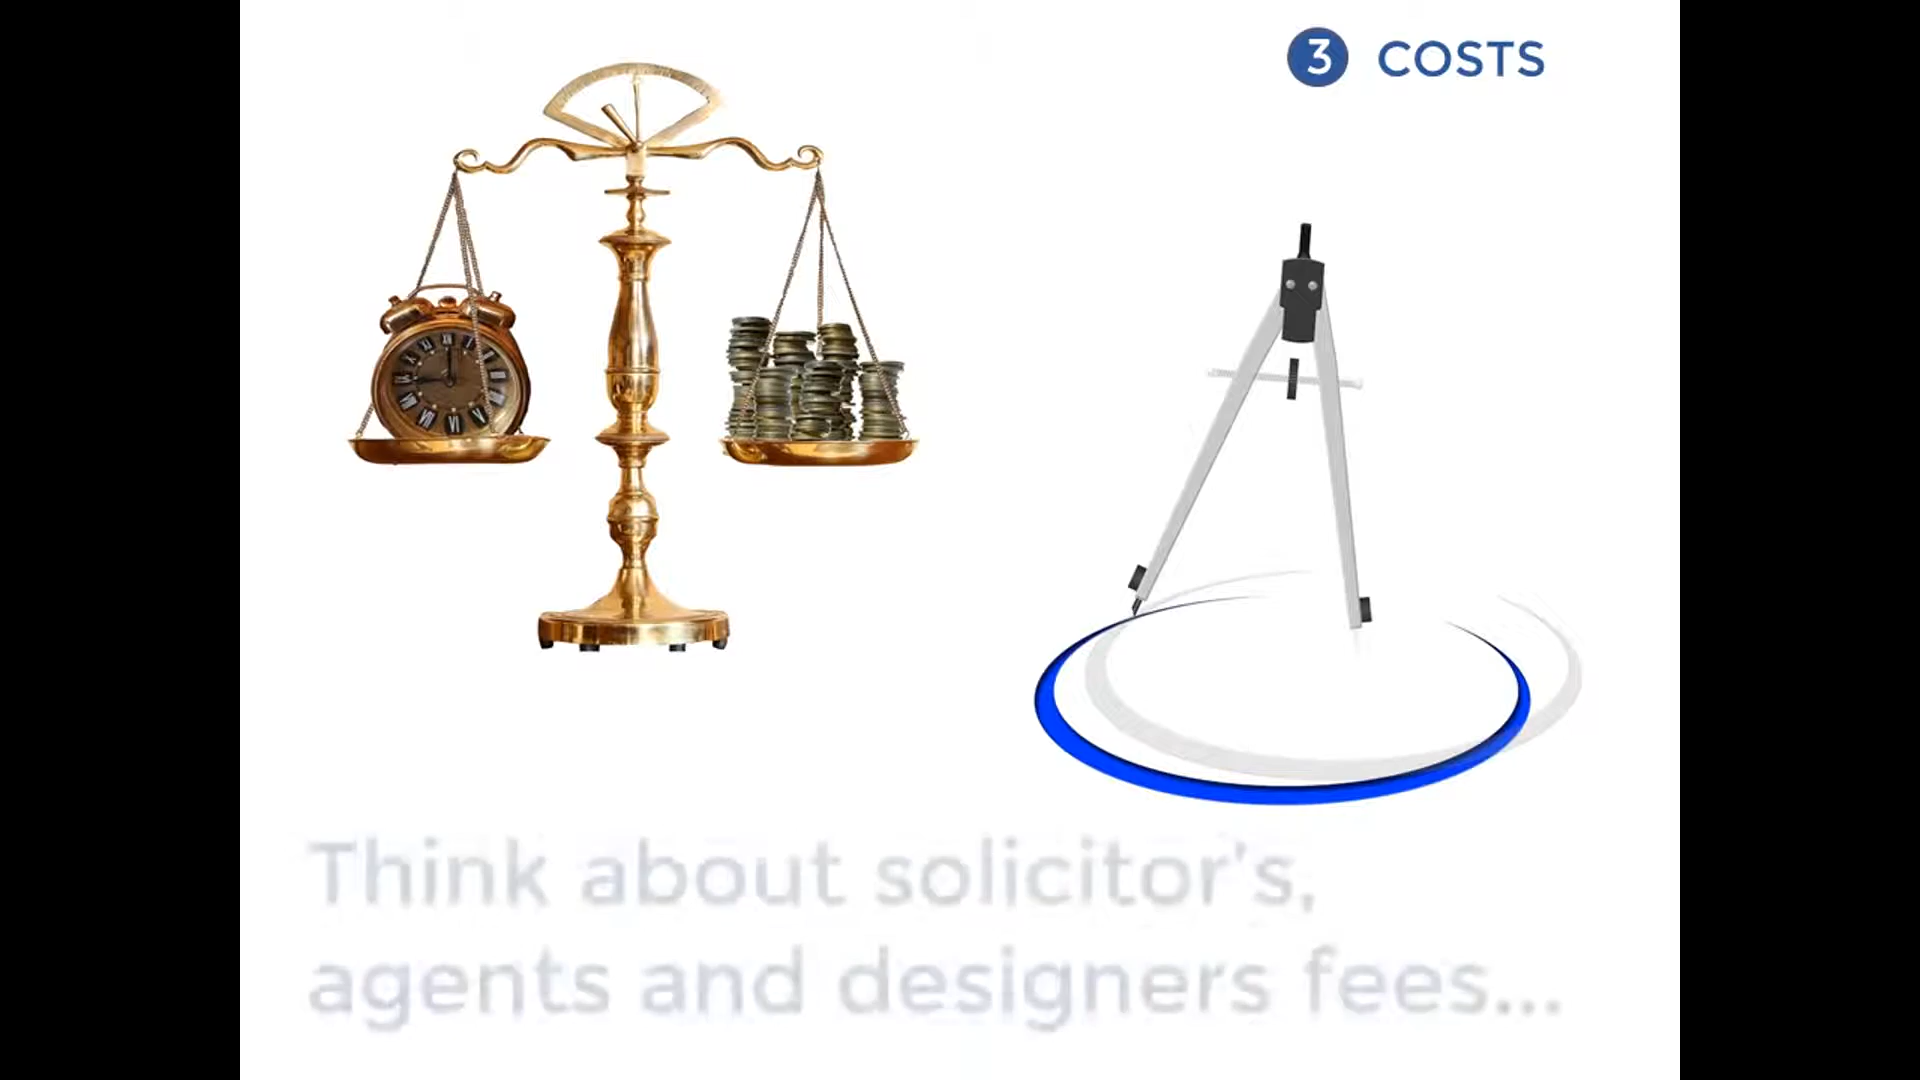 3 COSTS
Think about solicitor's,
agents and designers fees...